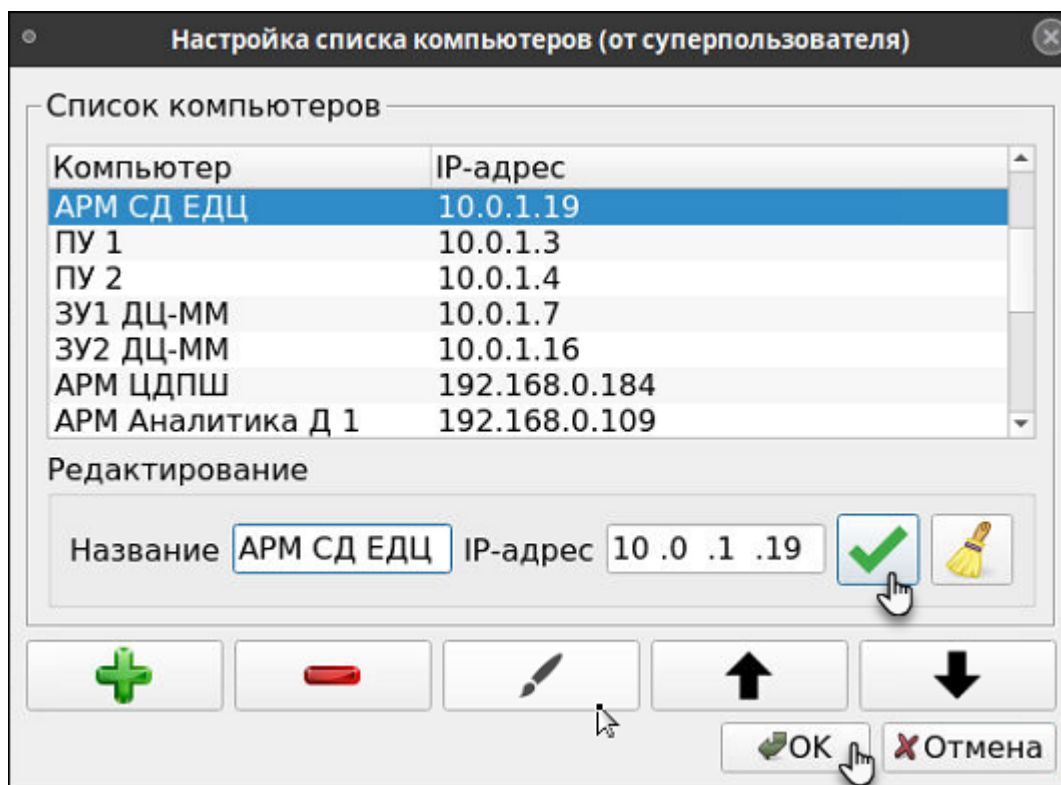 Настройка списка компьютеров (от суперпользователя)
Список компьютеров
Компьютер IP-адрес
АРМ СД ЕДЦ 10.0.1.19
ПУ 1 10.0.1.3
ПУ 2 10.0.1.4
ЗУ1 ДЦ-ММ 10.0.1.7
ЗУ2 ДЦ-ММ 10.0.1.16
АРМ ЦДПШ 192.168.0.184
АРМ Аналитика Д 1 192.168.0.109
Редактирование
Название АРМ СД ЕДЦ IP-адрес 10 .0 .1 .19
OK Отмена